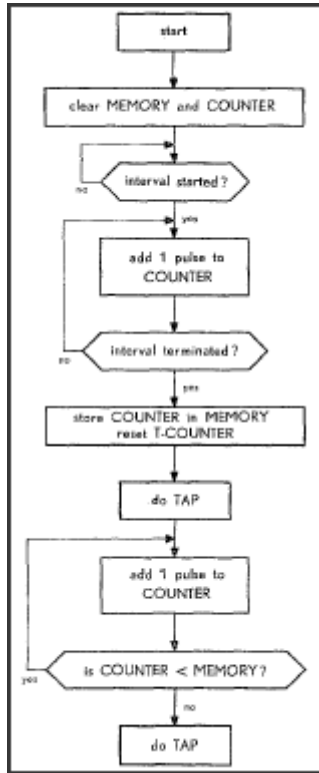 start
clear MEMORY and COUNTER
interval started?
no
yes
add 1 pulse to
COUNTER
interval terminated?
no
yes
store COUNTER in MEMORY
reset T-COUNTER
do TAP
add 1 pulse to
COUNTER
is COUNTER < MEMORY?
yes
no
do TAP